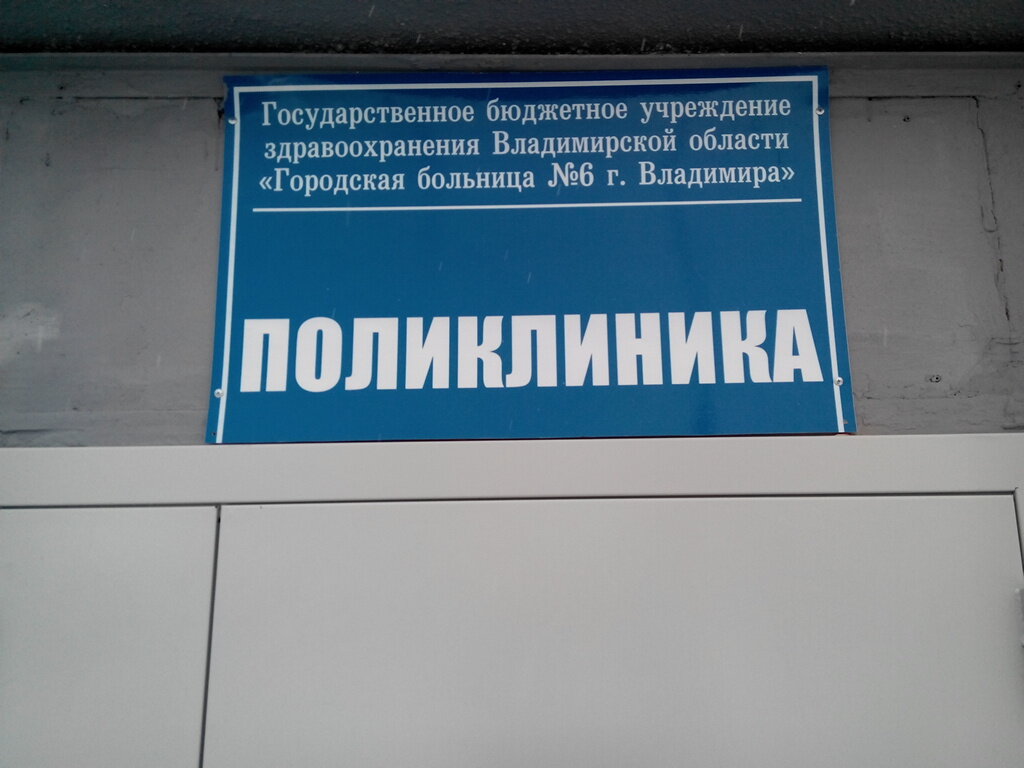 Государственное бюджетное учреждение
здравоохранения Владимирской области
«Городская больница №6 г. Владимира»
ПОЛИКЛИНИКА